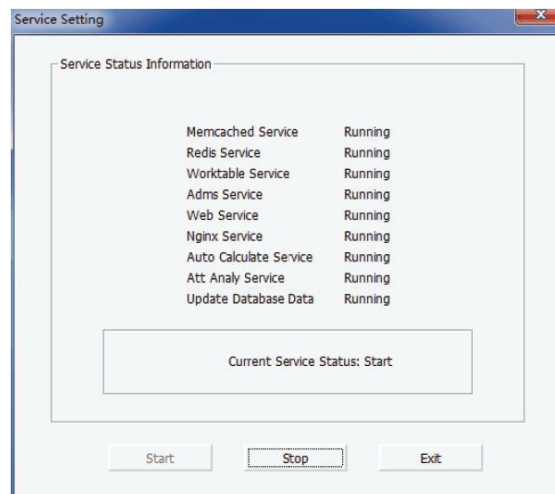 Service Setting
X
Service Status Information
Memcached Service Running
Redis Service Running
Worktable Service Running
Adms Service Running
Web Service Running
Nginx Service Running
Auto Calculate Service Running
Att Analy Service Running
Update Database Data Running
Current Service Status: Start
Start Stop Exit